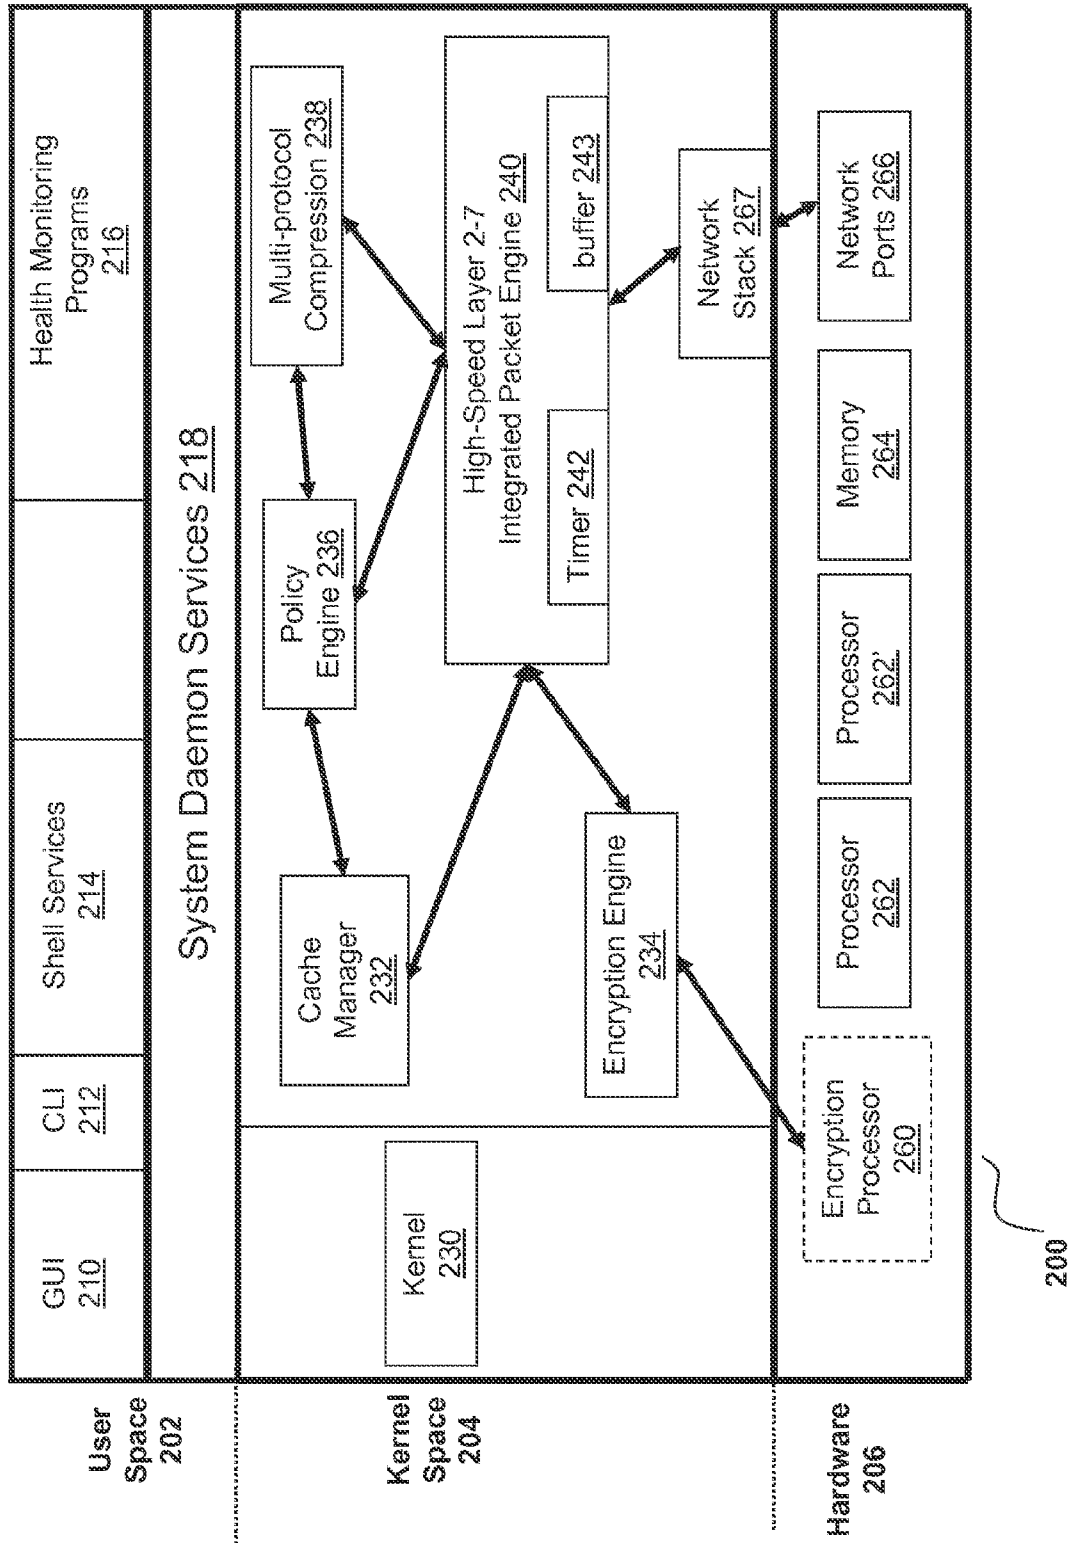 User
Space
202
GUI
210
CLI
212
Shell Services
214
Health Monitoring
Programs
216
System Daemon Services 218
Kernel
Space
204
Kernel
230
Cache
Manager
232
Policy
Engine 236
Multi-protocol
Compression 238
High-Speed Layer 2-7
Integrated Packet Engine 240
Timer 242
buffer 243
Encryption Engine
234
Network
Stack 267
Hardware
206
Encryption
Processor
260
Processor
262
Processor
262'
Memory
264
Network
Ports 266
200